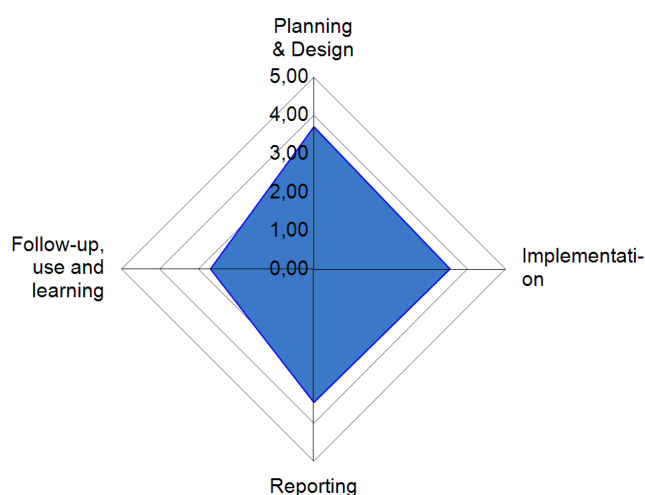 Planning
& Design
5,00
4,00
3,00
2,00
1,00
0,00
Follow-up,
use and
learning
Implementati-
on
Reporting